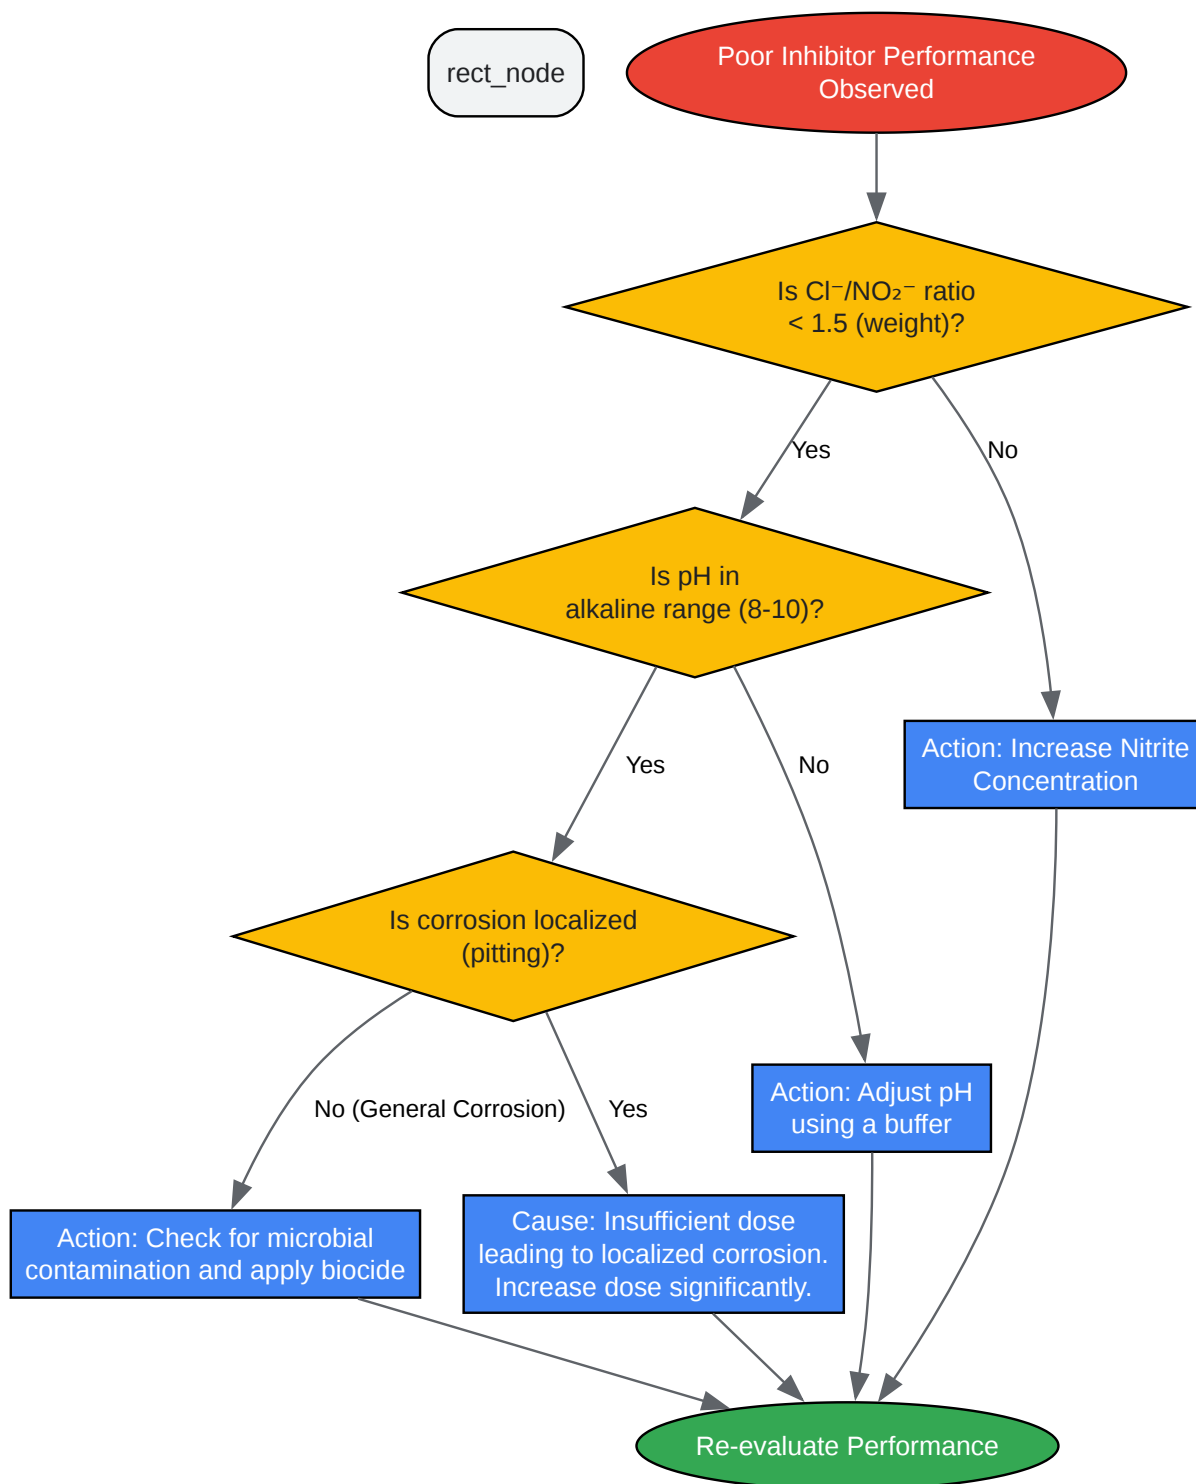 rect_node
Poor Inhibitor Performance
Observed
Is Cl⁻/NO₂⁻ ratio
< 1.5 (weight)?
Yes
No
Is pH in
alkaline range (8-10)?
Action: Increase Nitrite
Concentration
Yes
No
Is corrosion localized
(pitting)?
Action: Adjust pH
using a buffer
No (General Corrosion)
Yes
Action: Check for microbial
contamination and apply biocide
Cause: Insufficient dose
leading to localized corrosion.
Increase dose significantly.
Re-evaluate Performance